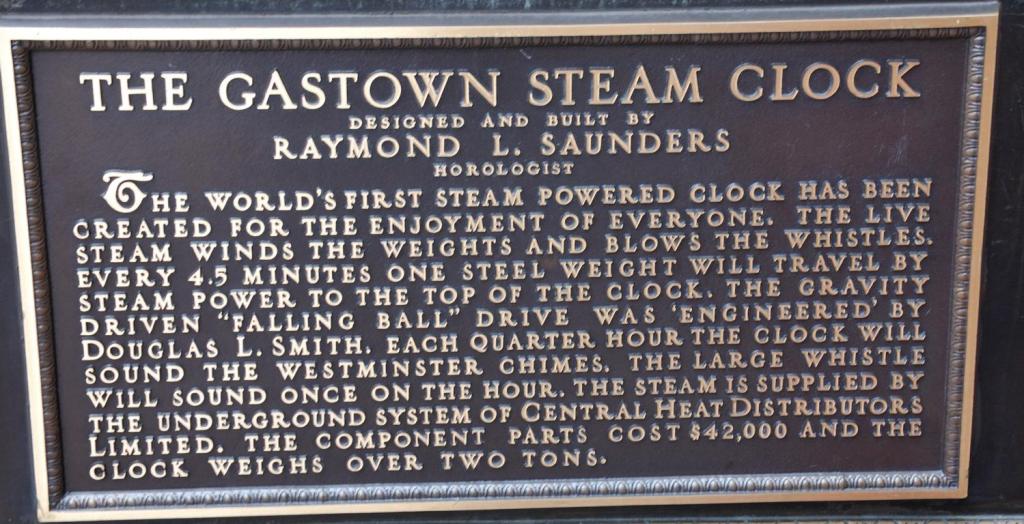 THE GASTOWN STEAM CLOCK
DESIGNED AND BUILT BY
RAYMOND L. SAUNDERS
HOROLOGIST
THE WORLD'S FIRST STEAM POWERED CLOCK HAS BEEN
CREATED FOR THE ENJOYMENT OF EVERYONE. THE LIVE
STEAM WINDS THE WEIGHTS AND BLOWS THE WHISTLES.
EVERY 4.5 MINUTES ONE STEEL WEIGHT WILL TRAVEL BY
STEAM POWER TO THE TOP OF THE CLOCK. THE GRAVITY
DRIVEN "FALLING BALL" DRIVE WAS 'ENGINEERED' BY
DOUGLAS L. SMITH. EACH QUARTER HOUR THE CLOCK WILL
SOUND THE WESTMINSTER CHIMES. THE LARGE WHISTLE
WILL SOUND ONCE ON THE HOUR. THE STEAM IS SUPPLIED BY
THE UNDERGROUND SYSTEM OF CENTRAL HEAT DISTRIBUTORS
LIMITED. THE COMPONENT PARTS COST $42,000 AND THE
CLOCK WEIGHS OVER TWO TONS.